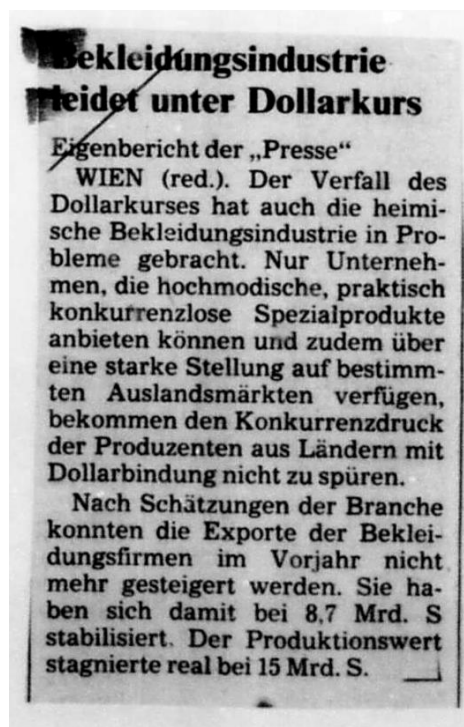 Bekleidungsindustrie
leidet unter Dollarkurs
Eigenbericht der „Presse“
WIEN (red.). Der Verfall des
Dollarkurses hat auch die heimi-
sche Bekleidungsindustrie in Pro-
bleme gebracht. Nur Unterneh-
men, die hochmodische, praktisch
konkurrenzlose Spezialprodukte
anbieten können und zudem über
eine starke Stellung auf bestimm-
ten Auslandsmärkten verfügen,
bekommen den Konkurrenzdruck
der Produzenten aus Ländern mit
Dollarbindung nicht zu spüren.
Nach Schätzungen der Branche
konnten die Exporte der Beklei-
dungsfirmen im Vorjahr nicht
mehr gesteigert werden. Sie ha-
ben sich damit bei 8,7 Mrd. S
stabilisiert. Der Produktionswert
stagnierte real bei 15 Mrd. S.